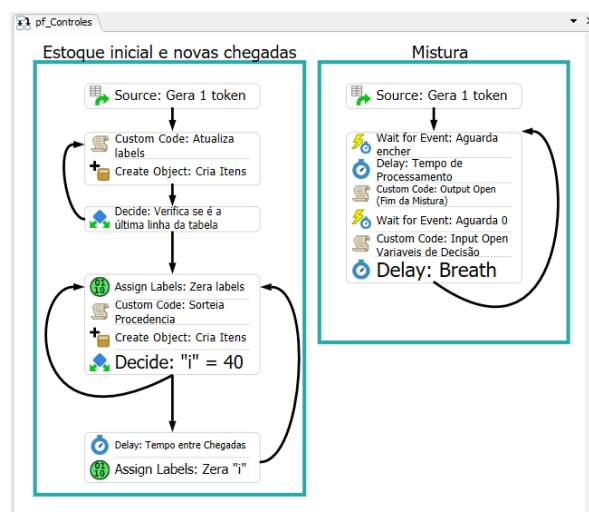 pf_Controles
Estoque inicial e novas chegadas
Source: Gera 1 token
Custom Code: Atualiza
labels
Create Object: Cria Itens
Decide: Verifica se é a
última linha da tabela
Assign Labels: Zera labels
Custom Code: Sorteia
Procedencia
Create Object: Cria Itens
Decide: "i" = 40
Delay: Tempo entre Chegadas
Assign Labels: Zera "i"
Mistura
Source: Gera 1 token
Wait for Event: Aguarda
encher
Delay: Tempo de
Processamento
Custom Code: Output Open
(Fim da Mistura)
Wait for Event: Aguarda 0
Custom Code: Input Open
Variaveis de Decisão
Delay: Breath